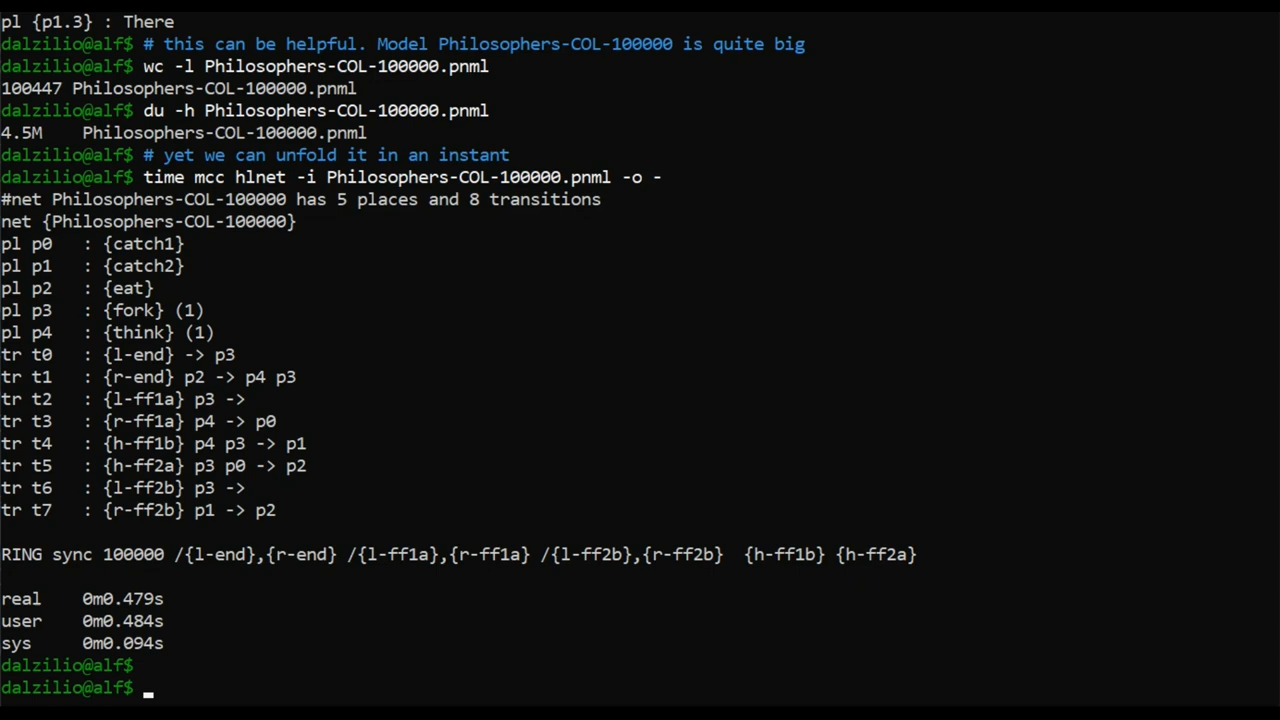 pl {p1.3} : There
dalzilio@alf$ # this can be helpful. Model Philosophers-COL-100000 is quite big
dalzilio@alf$ wc -l Philosophers-COL-100000.pnml
100447 Philosophers-COL-100000.pnml
dalzilio@alf$ du -h Philosophers-COL-100000.pnml
4.5M    Philosophers-COL-100000.pnml
dalzilio@alf$ # yet we can unfold it in an instant
dalzilio@alf$ time mcc hlnet -i Philosophers-COL-100000.pnml -o -
#net Philosophers-COL-100000 has 5 places and 8 transitions
net {Philosophers-COL-100000}
pl p0   : {catch1}
pl p1   : {catch2}
pl p2   : {eat}
pl p3   : {fork} (1)
pl p4   : {think} (1)
tr t0   : {l-end} -> p3
tr t1   : {r-end} p2 -> p4 p3
tr t2   : {l-ff1a} p3 ->
tr t3   : {r-ff1a} p4 -> p0
tr t4   : {h-ff1b} p4 p3 -> p1
tr t5   : {h-ff2a} p3 p0 -> p2
tr t6   : {l-ff2b} p3 ->
tr t7   : {r-ff2b} p1 -> p2
RING sync 100000 /{l-end},{r-end} /{l-ff1a},{r-ff1a} /{l-ff2b},{r-ff2b}  {h-ff1b} {h-ff2a}
real    0m0.479s
user    0m0.484s
sys     0m0.094s
dalzilio@alf$
dalzilio@alf$